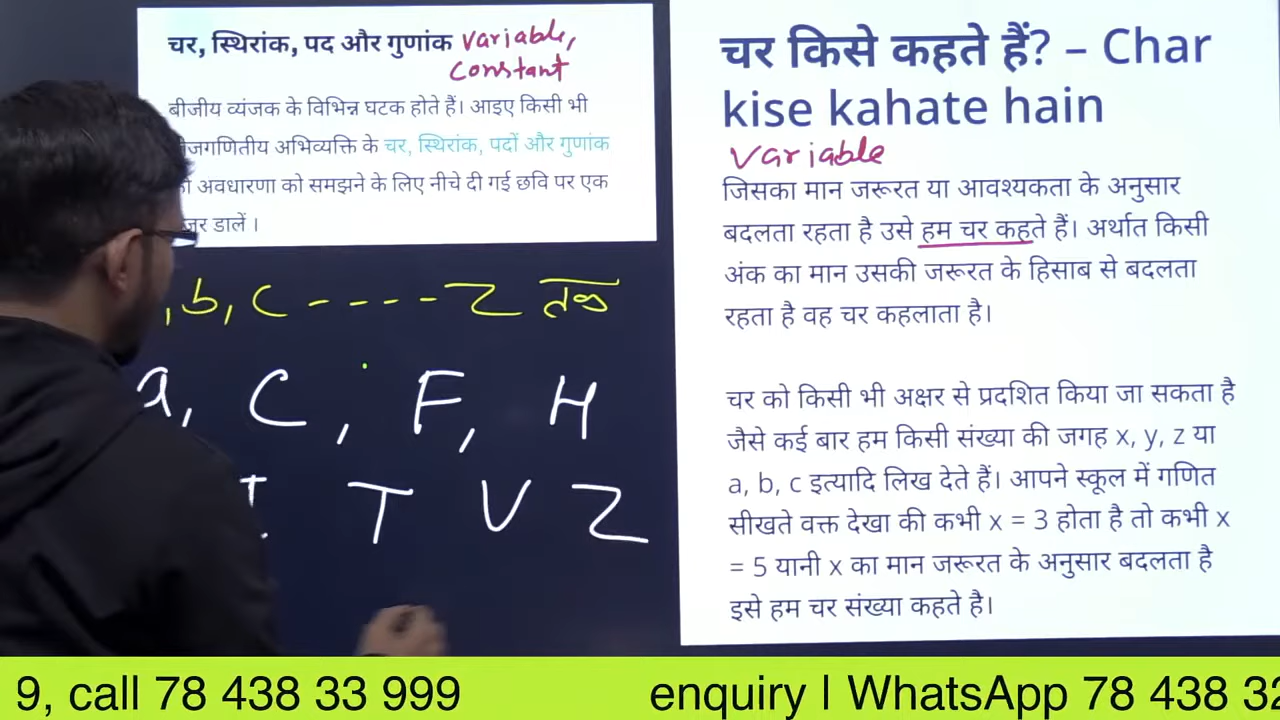 चर, स्थिरांक, पद और गुणांक variable,
constant
बीजीय व्यंजक के विभिन्न घटक होते हैं। आइए किसी भी
अभिव्यक्ति के चर, स्थिरांक, पदों और गुणांक
अवधारणा को समझने के लिए नीचे दी गई छवि पर एक
डालें ।
, b, c ---- z तक
a, C, F, H
I T V Z
चर किसे कहते हैं? – Char
kise kahate hain
variable
जिसका मान जरूरत या आवश्यकता के अनुसार
बदलता रहता है उसे हम चर कहते हैं। अर्थात किसी
अंक का मान उसकी जरूरत के हिसाब से बदलता
रहता है वह चर कहलाता है।
चर को किसी भी अक्षर से प्रदशित किया जा सकता है
जैसे कई बार हम किसी संख्या की जगह x, y, z या
a, b, c इत्यादि लिख देते हैं। आपने स्कूल में गणित
सीखते वक्त देखा की कभी x = 3 होता है तो कभी x
= 5 यानी x का मान जरूरत के अनुसार बदलता है
इसे हम चर संख्या कहते है।
9, call 78 438 33 999 enquiry I WhatsApp 78 438 32